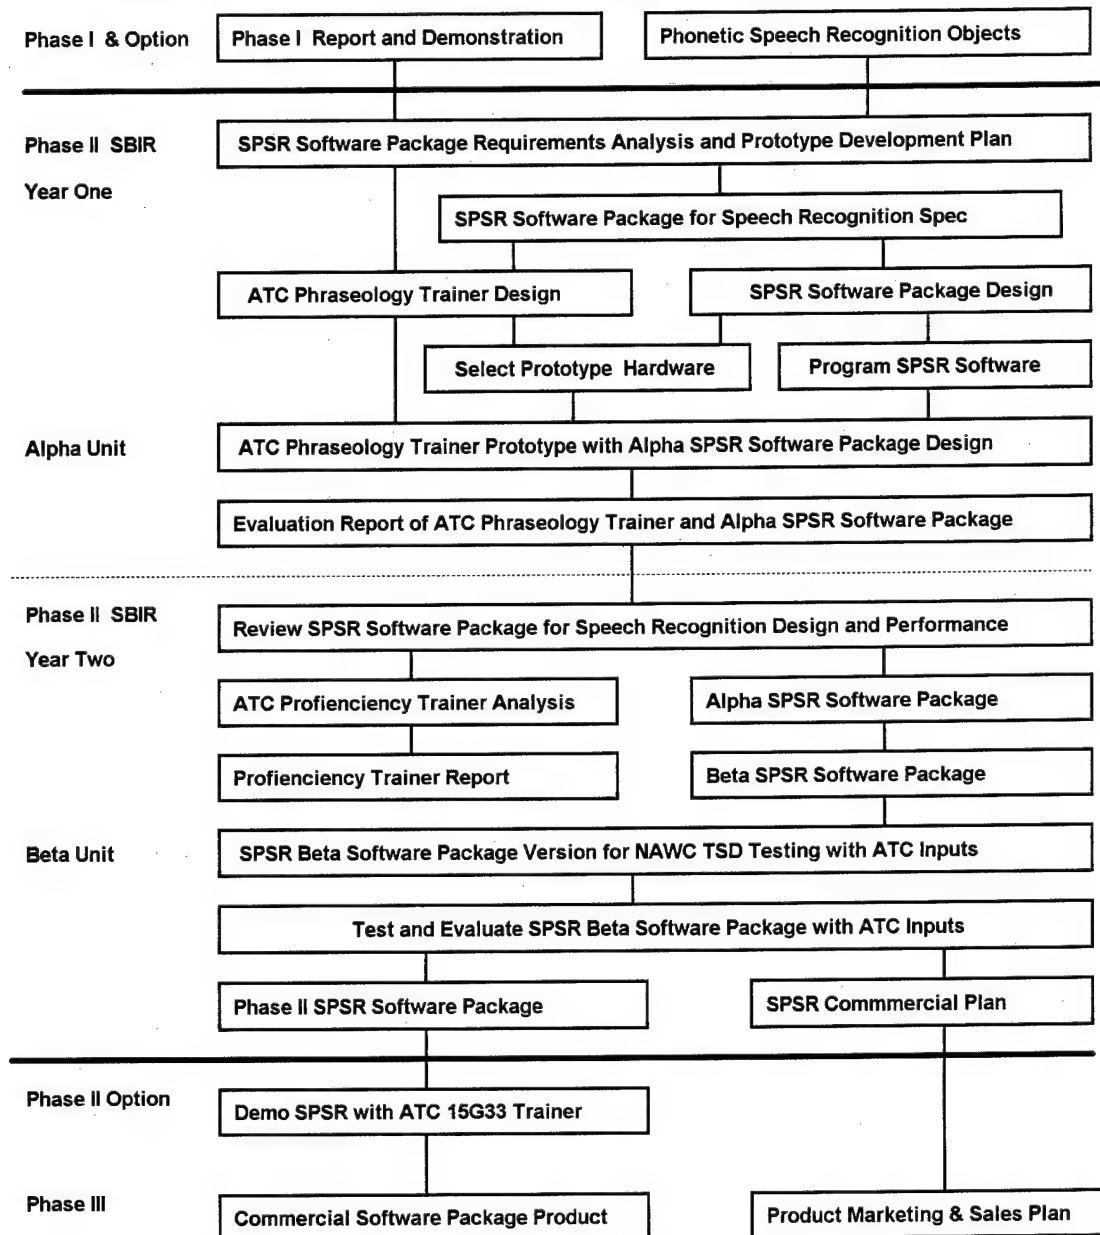 Phase I & Option
Phase I Report and Demonstration
Phonetic Speech Recognition Objects
Phase II SBIR
SPSR Software Package Requirements Analysis and Prototype Development Plan
Year One
SPSR Software Package for Speech Recognition Spec
ATC Phraseology Trainer Design
SPSR Software Package Design
Select Prototype Hardware
Program SPSR Software
Alpha Unit
ATC Phraseology Trainer Prototype with Alpha SPSR Software Package Design
Evaluation Report of ATC Phraseology Trainer and Alpha SPSR Software Package
Phase II SBIR
Review SPSR Software Package for Speech Recognition Design and Performance
Year Two
ATC Profienciency Trainer Analysis
Alpha SPSR Software Package
Profienciency Trainer Report
Beta SPSR Software Package
Beta Unit
SPSR Beta Software Package Version for NAWC TSD Testing with ATC Inputs
Test and Evaluate SPSR Beta Software Package with ATC Inputs
Phase II SPSR Software Package
SPSR Commmercial Plan
Phase II Option
Demo SPSR with ATC 15G33 Trainer
Phase III
Commercial Software Package Product
Product Marketing & Sales Plan